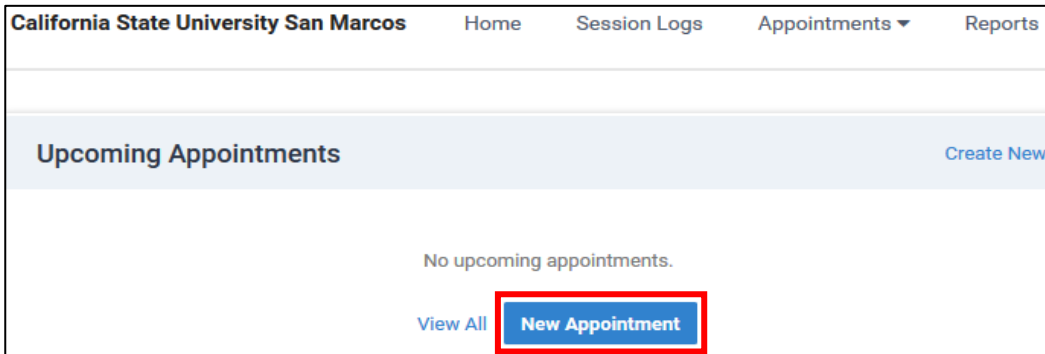 California State University San Marcos Home Session Logs Appointments Reports
Upcoming Appointments Create New
No upcoming appointments.
View All New Appointment